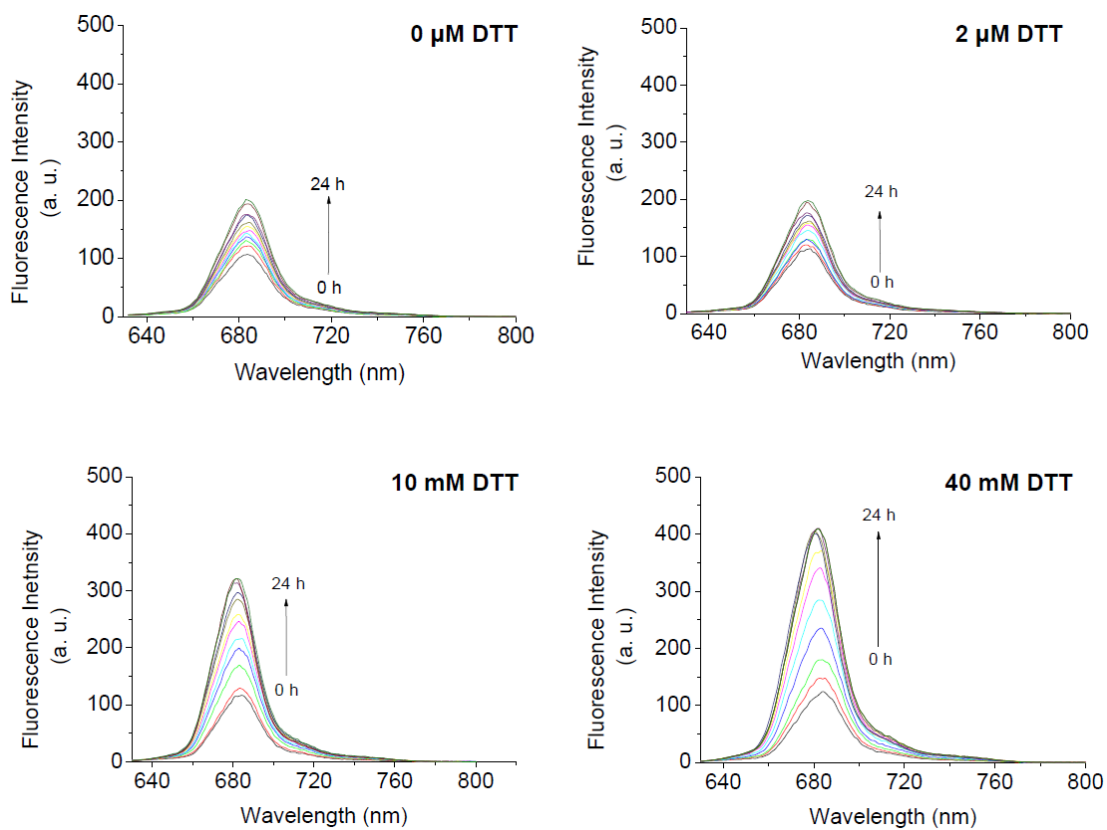 0 µM DTT
500
400
300
200
100
0
Fluorescence Intensity
(a. u.)
24 h
0 h
640 680 720 760 800
Wavelength (nm)
2 µM DTT
500
400
300
200
100
0
Fluorescence Intensity
(a. u.)
24 h
0 h
640 680 720 760 800
Wavlength (nm)
10 mM DTT
500
400
300
200
100
0
Fluorescence Inetnsity
(a. u.)
24 h
0 h
640 680 720 760 800
Wavelength (nm)
40 mM DTT
500
400
300
200
100
0
Fluorescence Intensity
(a. u.)
24 h
0 h
640 680 720 760 800
Wavelength (nm)